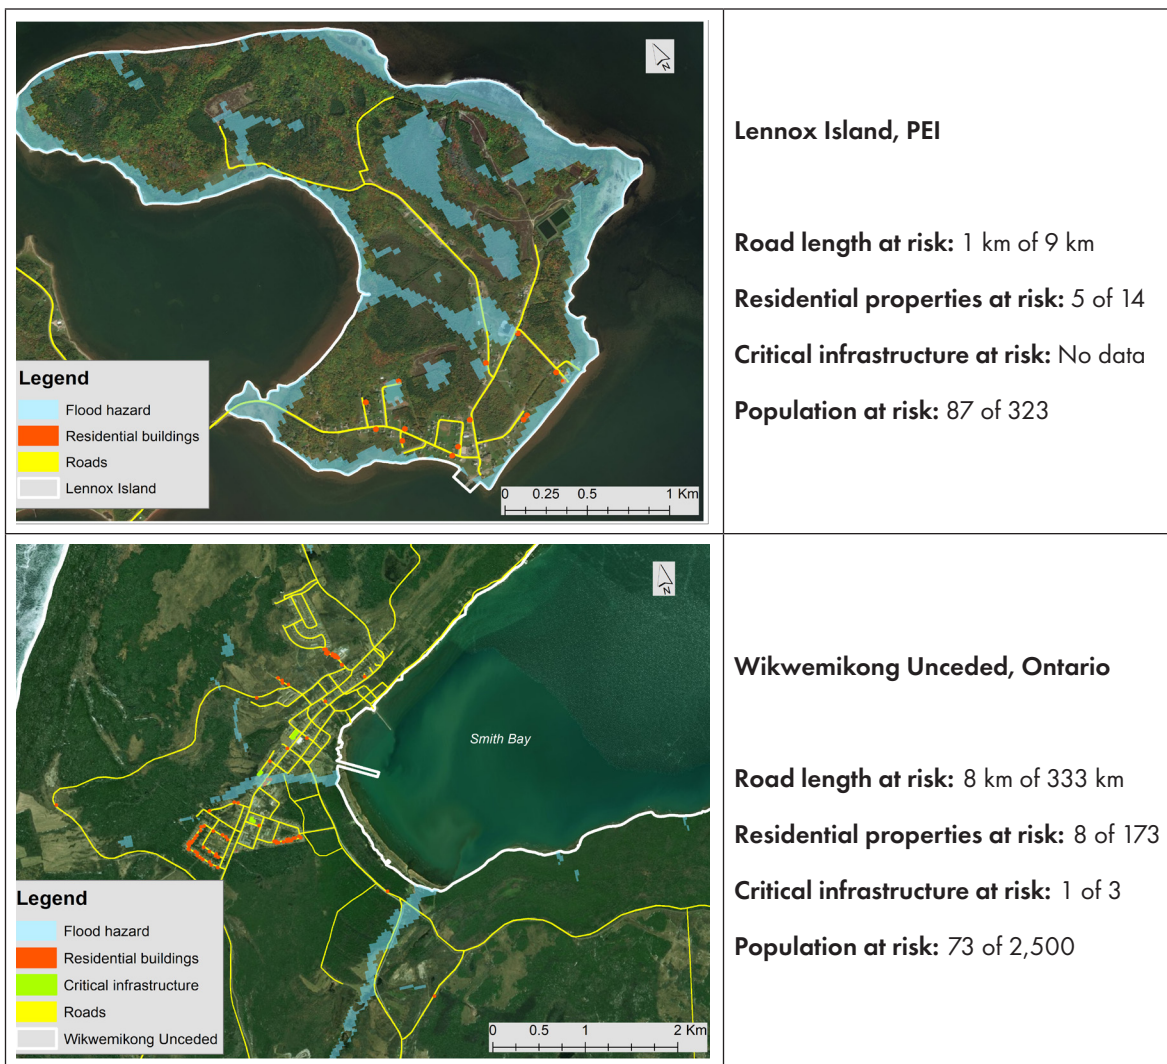 N
Legend
Flood hazard
Residential buildings
Roads
Lennox Island
0 0.25 0.5 1 Km
Lennox Island, PEI
Road length at risk: 1 km of 9 km
Residential properties at risk: 5 of 14
Critical infrastructure at risk: No data
Population at risk: 87 of 323
N
Smith Bay
Legend
Flood hazard
Residential buildings
Critical infrastructure
Roads
Wikwemikong Unceded
0 0.5 1 2 Km
Wikwemikong Unceded, Ontario
Road length at risk: 8 km of 333 km
Residential properties at risk: 8 of 173
Critical infrastructure at risk: 1 of 3
Population at risk: 73 of 2,500